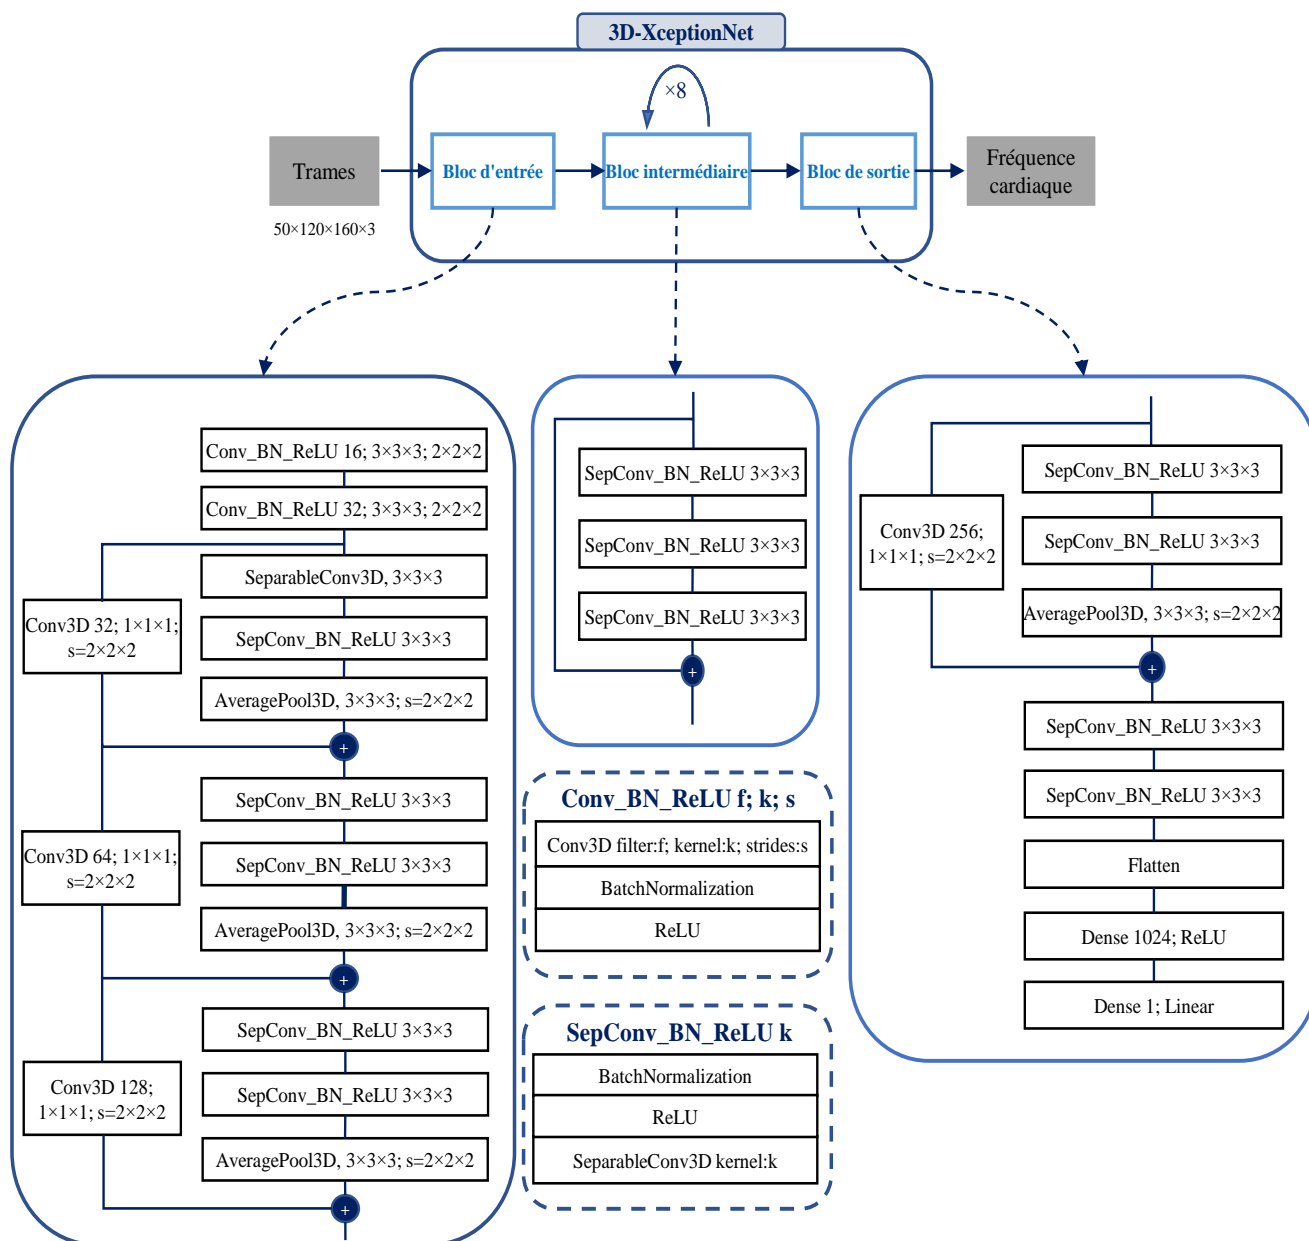 3D-XceptionNet
×8
Trames
Bloc d'entrée
Bloc intermédiaire
Bloc de sortie
Fréquence
cardiaque
50×120×160×3
Conv_BN_ReLU 16; 3×3×3; 2×2×2
Conv_BN_ReLU 32; 3×3×3; 2×2×2
SeparableConv3D, 3×3×3
Conv3D 32; 1×1×1;
s=2×2×2
SepConv_BN_ReLU 3×3×3
AveragePool3D, 3×3×3; s=2×2×2
+
SepConv_BN_ReLU 3×3×3
Conv3D 64; 1×1×1;
s=2×2×2
SepConv_BN_ReLU 3×3×3
AveragePool3D, 3×3×3; s=2×2×2
+
SepConv_BN_ReLU 3×3×3
Conv3D 128;
1×1×1; s=2×2×2
SepConv_BN_ReLU 3×3×3
AveragePool3D, 3×3×3; s=2×2×2
+
SepConv_BN_ReLU 3×3×3
SepConv_BN_ReLU 3×3×3
SepConv_BN_ReLU 3×3×3
+
Conv_BN_ReLU f; k; s
Conv3D filter:f; kernel:k; strides:s
BatchNormalization
ReLU
SepConv_BN_ReLU k
BatchNormalization
ReLU
SeparableConv3D kernel:k
SepConv_BN_ReLU 3×3×3
Conv3D 256;
1×1×1; s=2×2×2
SepConv_BN_ReLU 3×3×3
AveragePool3D, 3×3×3; s=2×2×2
+
SepConv_BN_ReLU 3×3×3
SepConv_BN_ReLU 3×3×3
Flatten
Dense 1024; ReLU
Dense 1; Linear